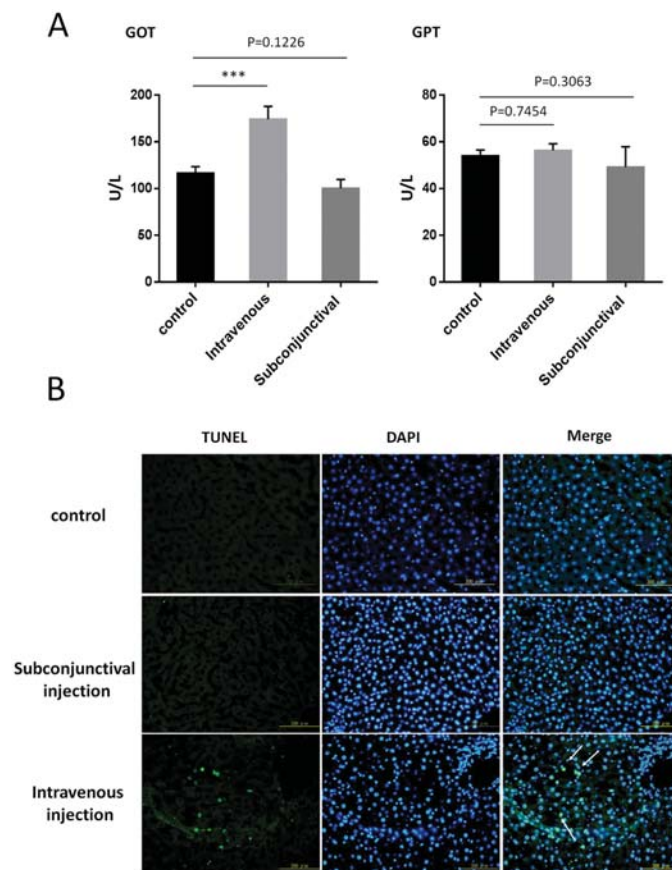 A
GOT
GPT
P=0.1226
***
P=0.3063
P=0.7454
U/L
200
150
100
50
0
control
Intravenous
Subconjunctival
U/L
80
60
40
20
0
control
Intravenous
Subconjunctival
B
TUNEL
DAPI
Merge
control
Subconjunctival
injection
Intravenous
injection